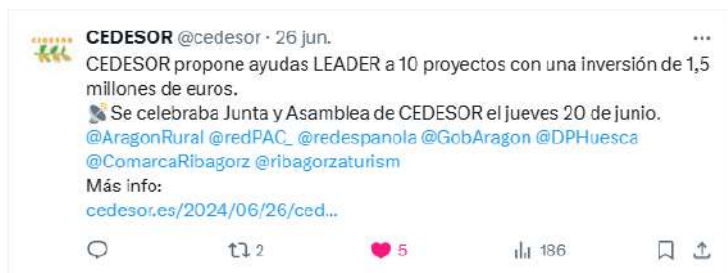 CEDESOR
CEDESOR @cedesor · 26 jun.
CEDESOR propone ayudas LEADER a 10 proyectos con una inversión de 1,5
millones de euros.
Se celebraba Junta y Asamblea de CEDESOR el jueves 20 de junio.
@AragonRural @redPAC_ @redespanola @GobAragon @DPHuesca
@ComarcaRibagorz @ribagorzaturism
Más info:
cedesor.es/2024/06/26/ced...
2 5 186